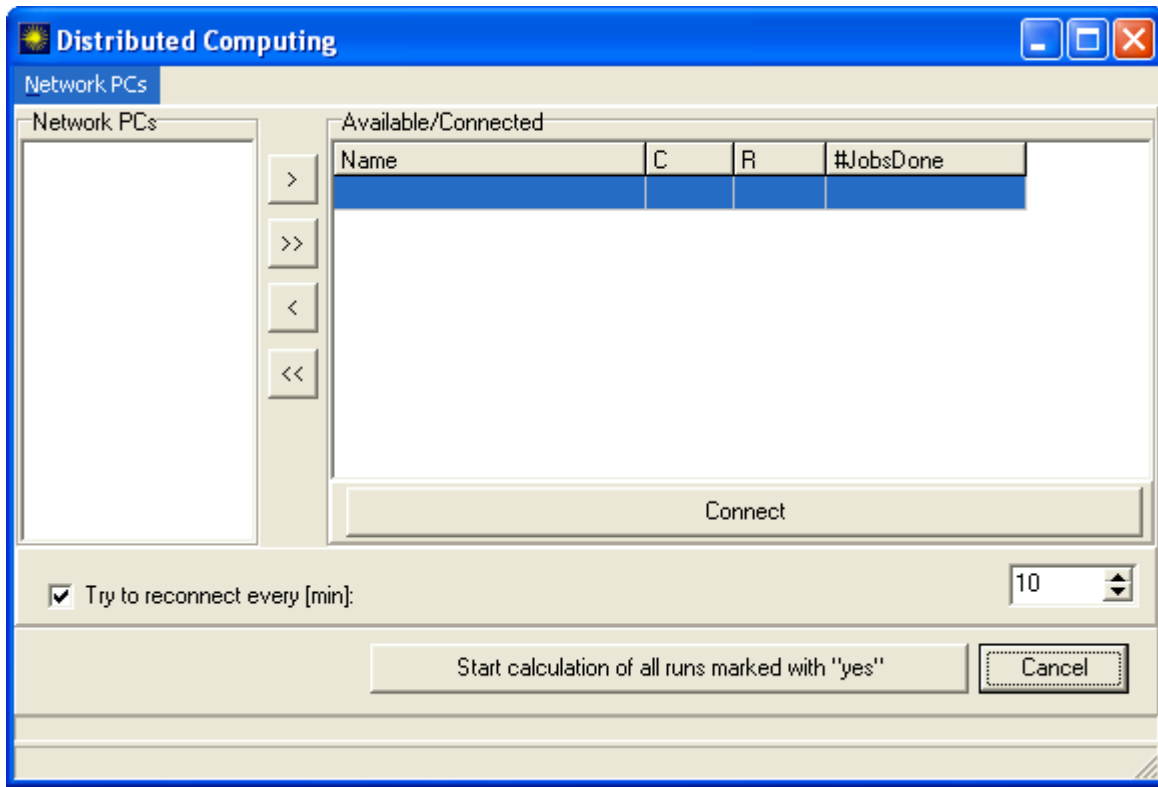 Distributed Computing
Network PCs
Network PCs
Available/Connected
Name C R #JobsDone
>
>>
<
<<
Connect
Try to reconnect every [min]: 10
Start calculation of all runs marked with "yes" Cancel